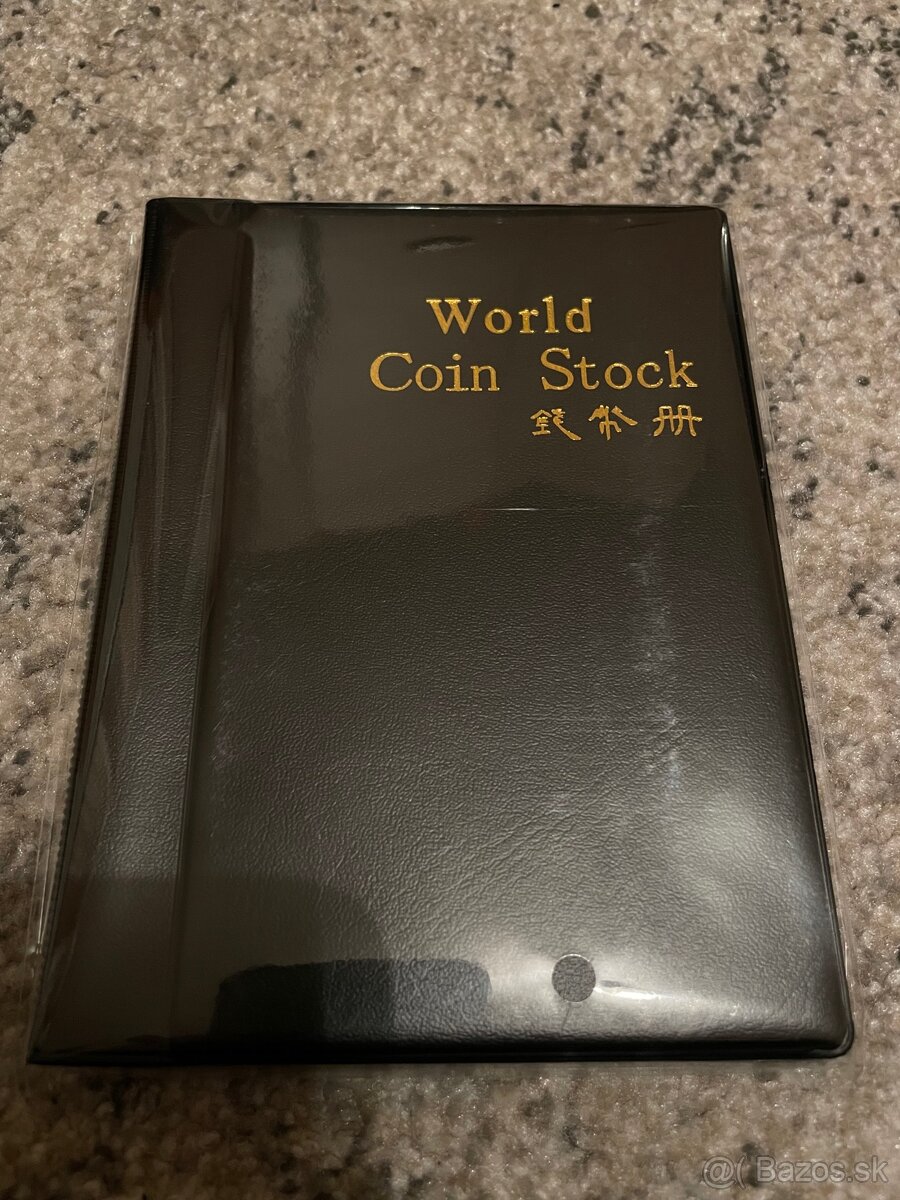 World
Coin Stock
錢幣册
@( Bazos.sk